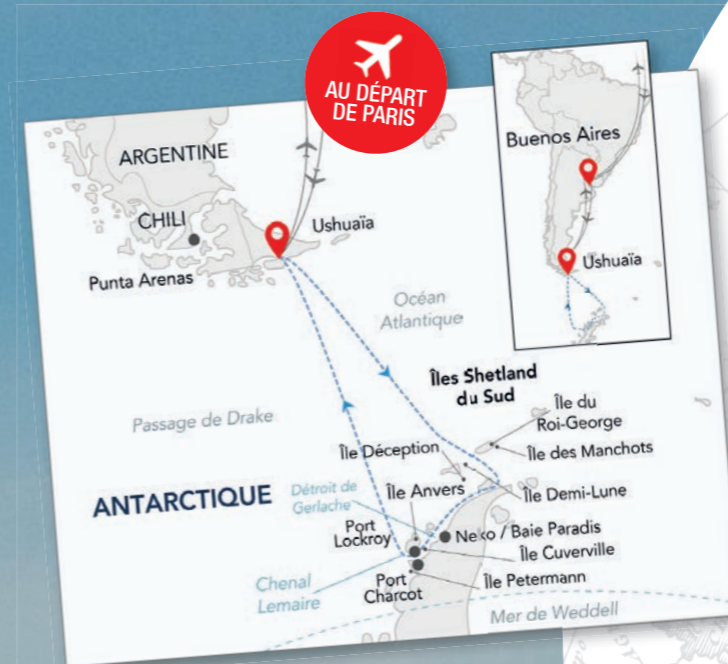 AU DÉPART
DE PARIS
ARGENTINE
CHILI
Punta Arenas
Ushuaïa
Buenos Aires
Ushuaïa
Océan
Atlantique
Passage de Drake
Îles Shetland
du Sud
Île du
Roi-George
Île des Manchots
Île Déception
Île Demi-Lune
ANTARCTIQUE
Détroit de
Gerlache
Île Anvers
Port
Lockroy
Neko / Baie Paradis
Île Cuverville
Chenal
Lemaire
Port
Charcot
Île Petermann
Mer de Weddell